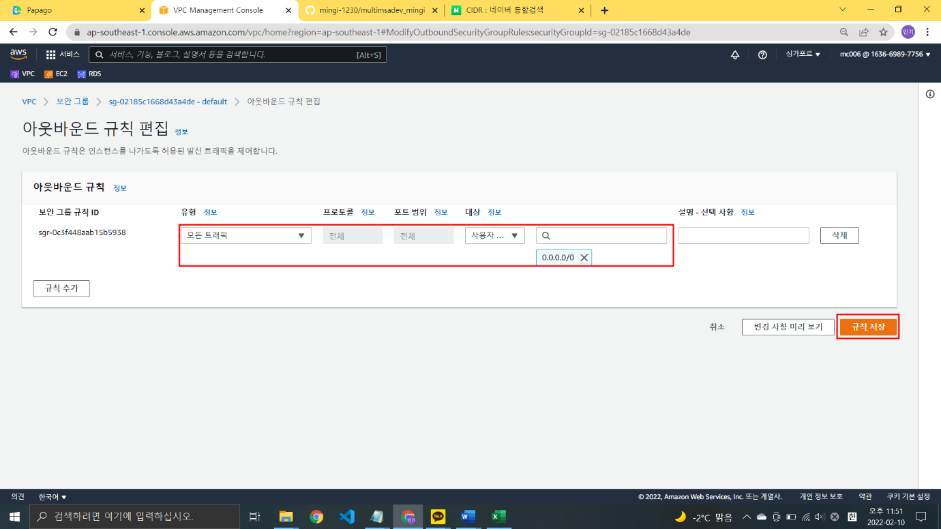 Papago
VPC Management Console
mingi-1230/multimsadev_mingi
CIDR : 네이버 통합검색
ap-southeast-1.console.aws.amazon.com/vpc/home?region=ap-southeast-1#ModifyOutboundSecurityGroupRules:securityGroupId=sg-02185c1668d43a4de
민기
aws
서비스
서비스, 기능, 블로그, 설명서 등을 검색합니다.
[Alt+S]
싱가포르
mc006 @ 1636-6989-7756
VPC
EC2
RDS
VPC
보안 그룹
sg-02185c1668d43a4de - default
아웃바운드 규칙 편집
아웃바운드 규칙 편집 정보
아웃바운드 규칙은 인스턴스를 나가도록 허용된 발신 트래픽을 제어합니다.
아웃바운드 규칙 정보
보안 그룹 규칙 ID
유형 정보
프로토콜 정보
포트 범위 정보
대상 정보
설명 - 선택 사항 정보
sgr-0c3f448aab15b5938
모든 트래픽
전체
전체
사용자 ...
삭제
0.0.0.0/0
규칙 추가
취소
변경 사항 미리 보기
규칙 저장
의견
한국어
© 2022, Amazon Web Services, Inc. 또는 계열사.
개인 정보 보호
약관
쿠키 기본 설정
검색하려면 여기에 입력하십시오.
-2°C 맑음
한
오후 11:51
2022-02-10